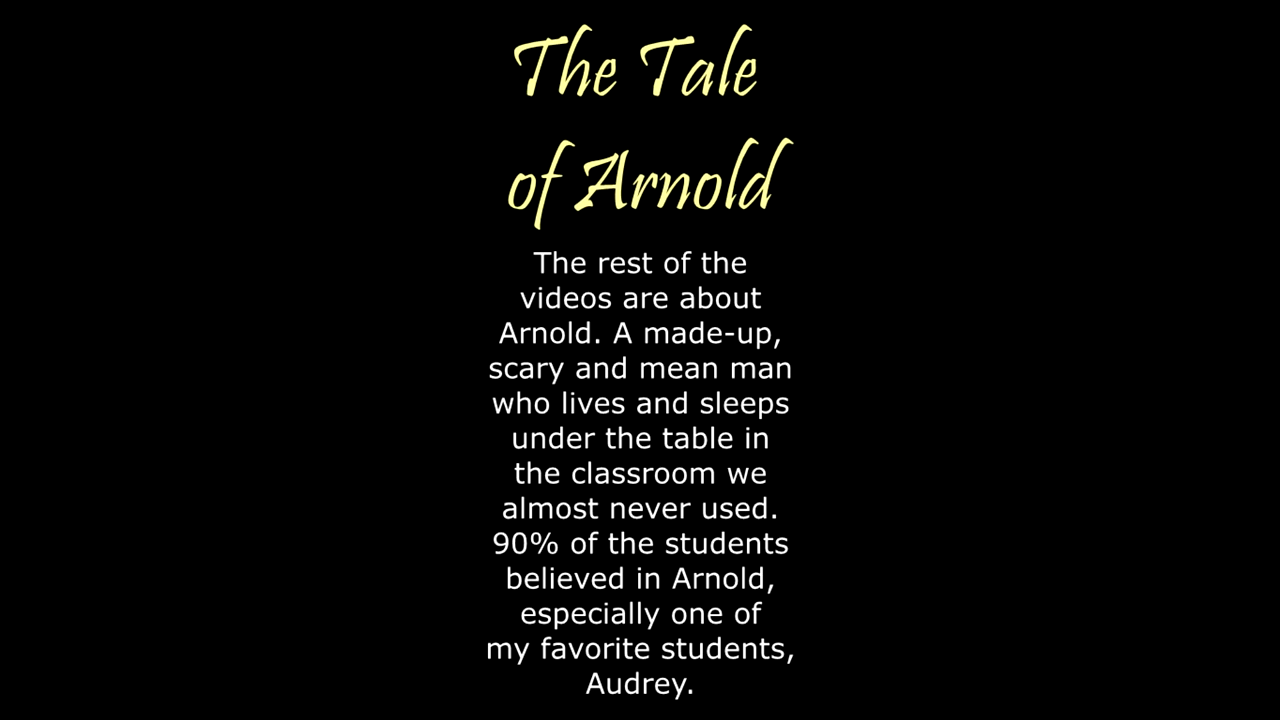 The Tale
of Arnold
The rest of the
videos are about
Arnold. A made-up,
scary and mean man
who lives and sleeps
under the table in
the classroom we
almost never used.
90% of the students
believed in Arnold,
especially one of
my favorite students,
Audrey.